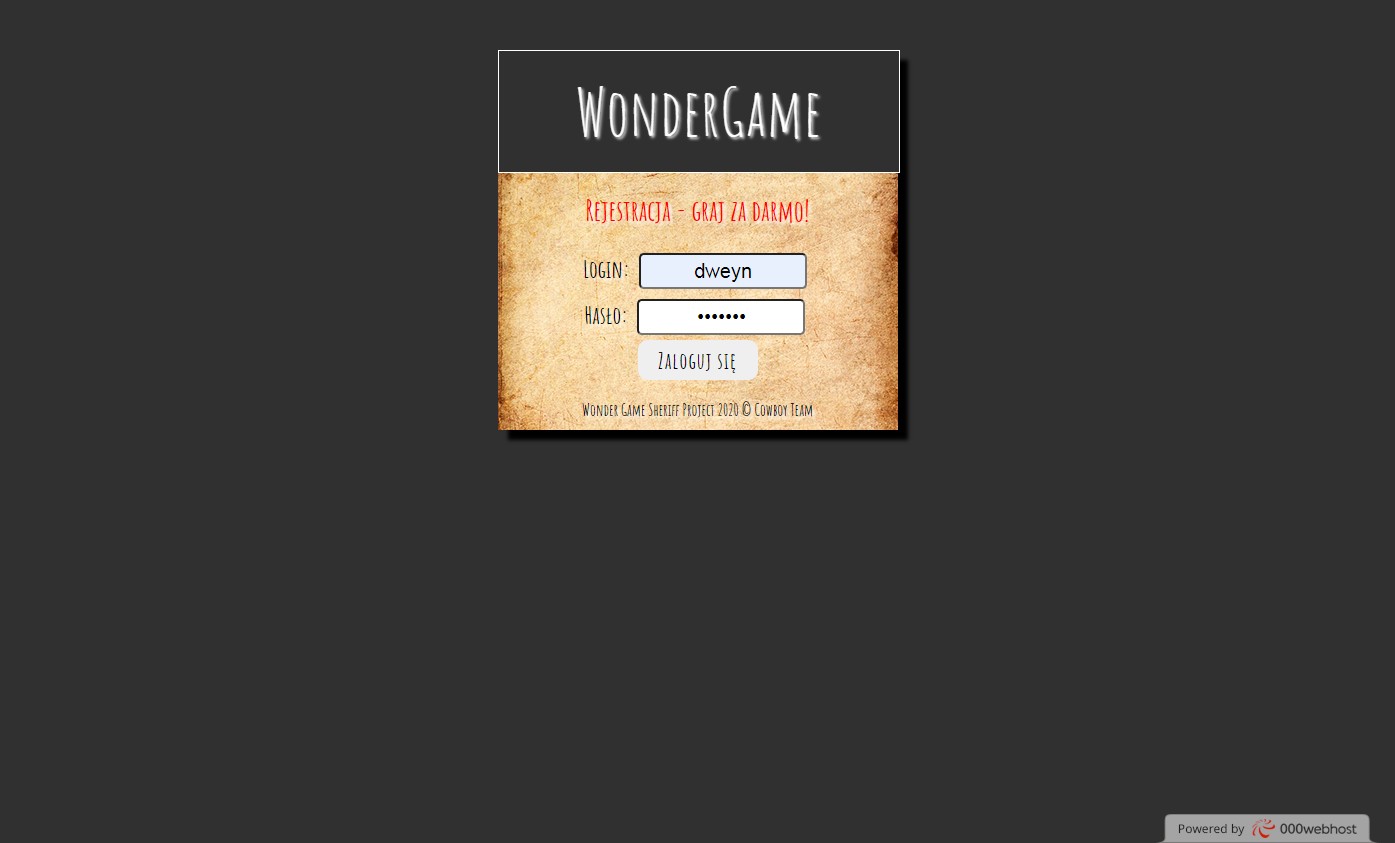 WonderGame
Rejestracja - graj za darmo!
Login: dweyn
Hasło: •••••••
Zaloguj się
Wonder Game Sheriff Project 2020 © Cowboy Team
Powered by 000webhost